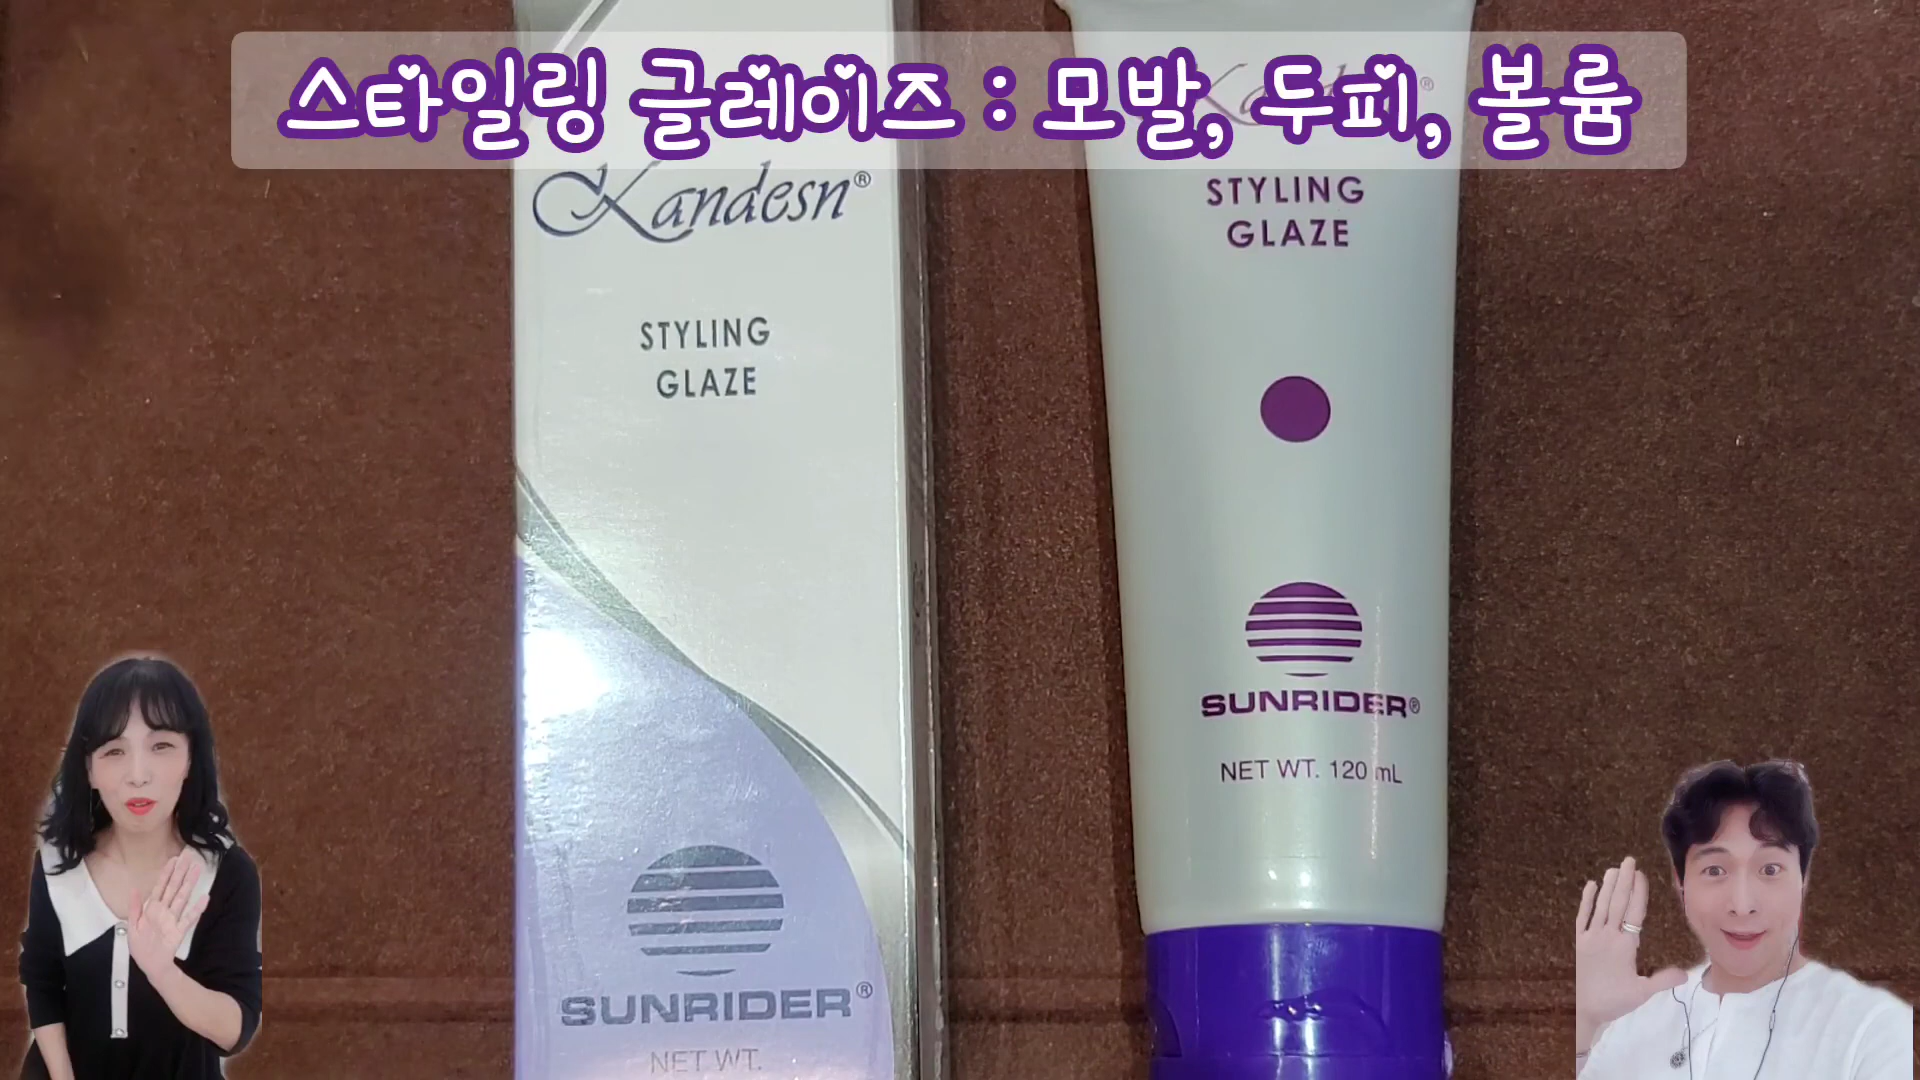 스타일링 글레이즈 : 모발, 두피, 볼륨
Kandesn®
STYLING
GLAZE
SUNRIDER®
NET WT.
STYLING
GLAZE
SUNRIDER®
NET WT. 120 mL